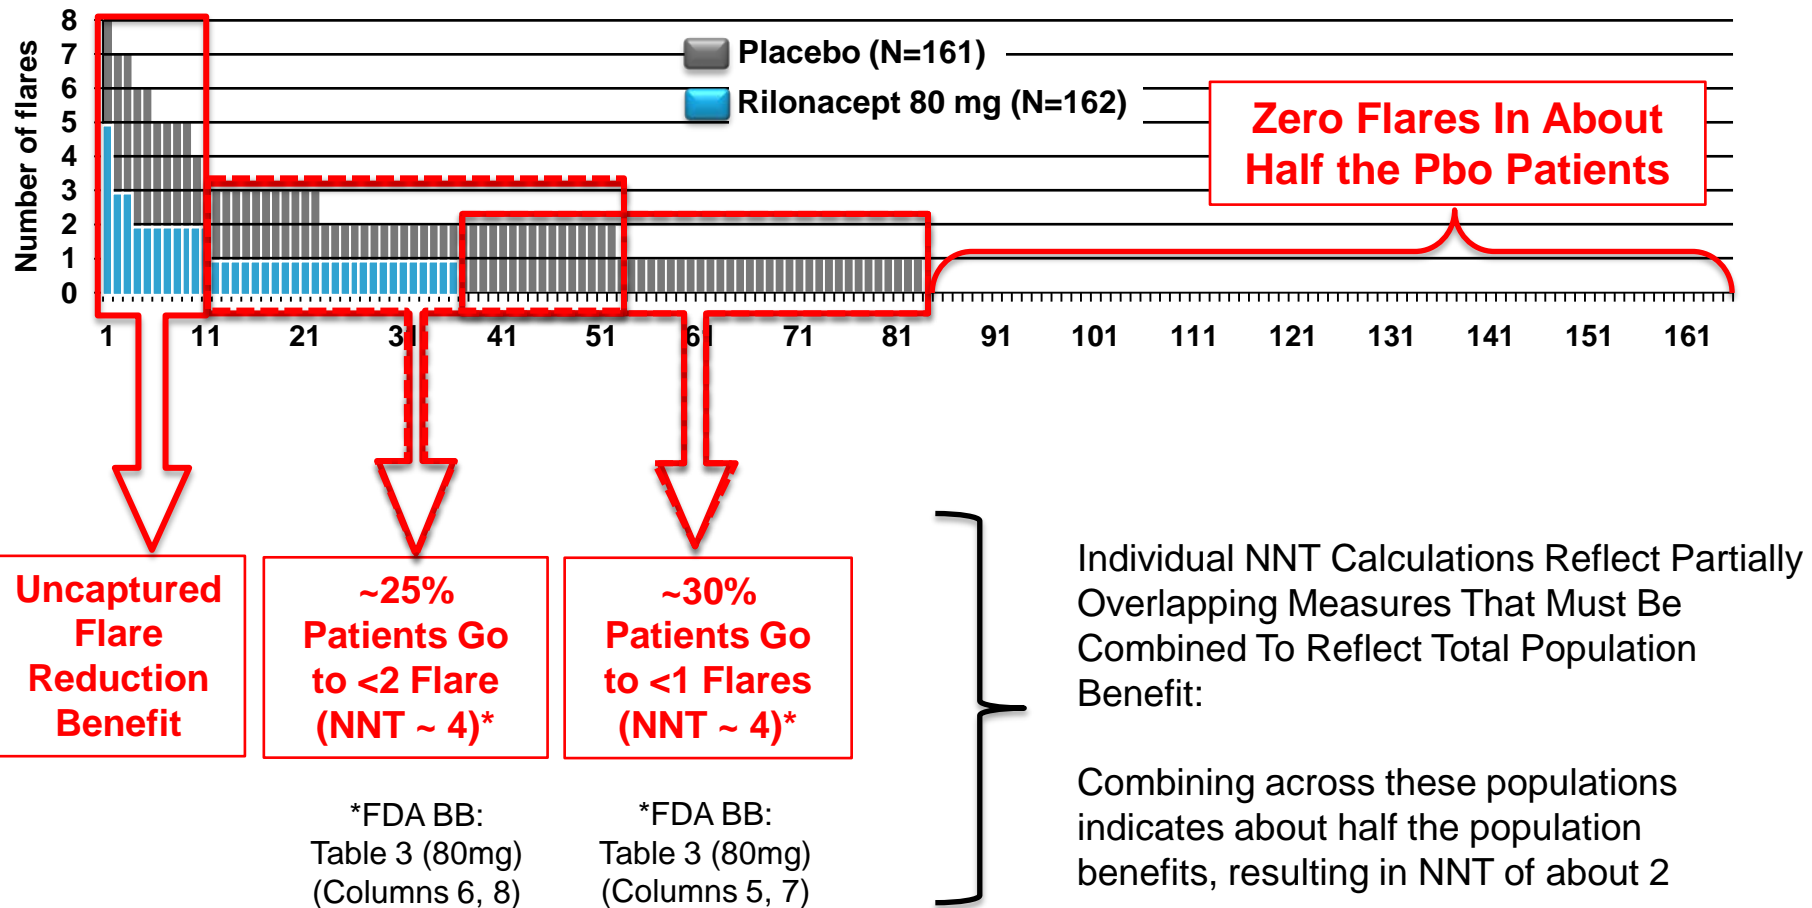 8
7
6
5
4
3
2
1
0
Number of flares
Placebo (N=161)
Rilonacept 80 mg (N=162)
Zero Flares In About
Half the Pbo Patients
1 11 21 31 41 51 61 71 81 91 101 111 121 131 141 151 161
Uncaptured
Flare
Reduction
Benefit
~25%
Patients Go
to <2 Flare
(NNT ~ 4)*
~30%
Patients Go
to <1 Flares
(NNT ~ 4)*
*FDA BB:
Table 3 (80mg)
(Columns 6, 8)
*FDA BB:
Table 3 (80mg)
(Columns 5, 7)
Individual NNT Calculations Reflect Partially
Overlapping Measures That Must Be
Combined To Reflect Total Population
Benefit:
Combining across these populations
indicates about half the population
benefits, resulting in NNT of about 2